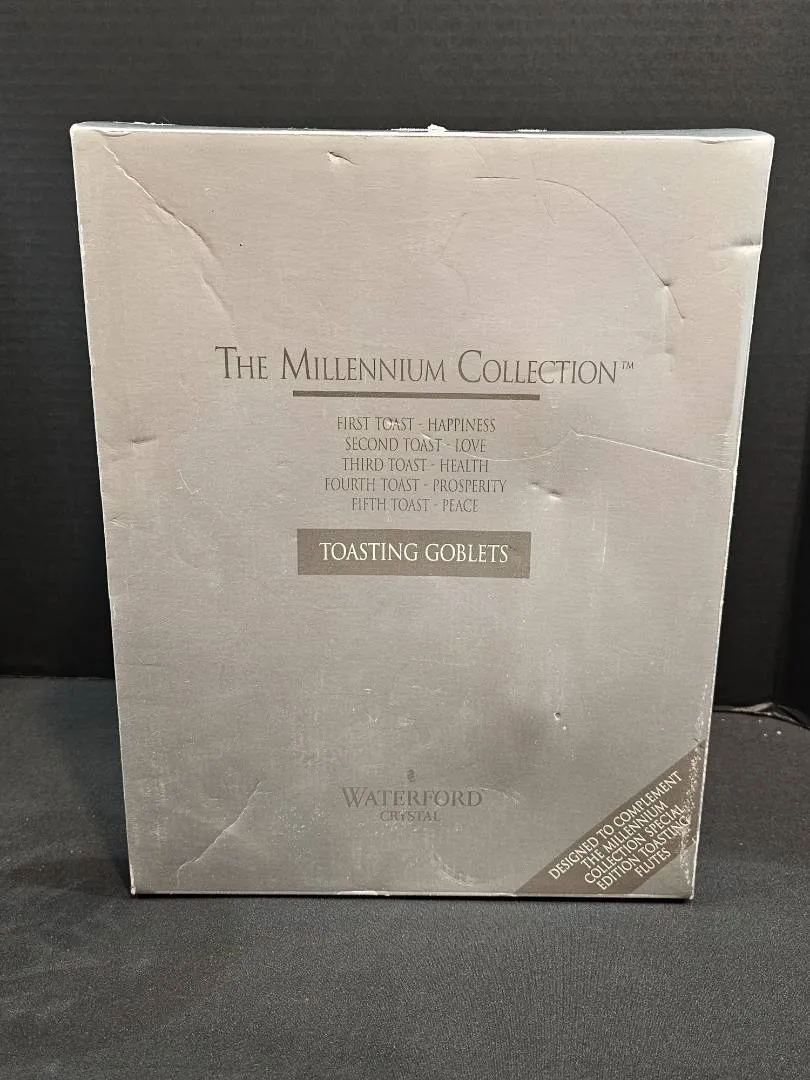 THE MILLENNIUM COLLECTION™
FIRST TOAST - HAPPINESS
SECOND TOAST - LOVE
THIRD TOAST - HEALTH
FOURTH TOAST - PROSPERITY
FIFTH TOAST - PEACE
TOASTING GOBLETS
WATERFORD
CRYSTAL
DESIGNED TO COMPLEMENT
THE MILLENNIUM
COLLECTION SPECIAL
EDITION TOASTING
FLUTES